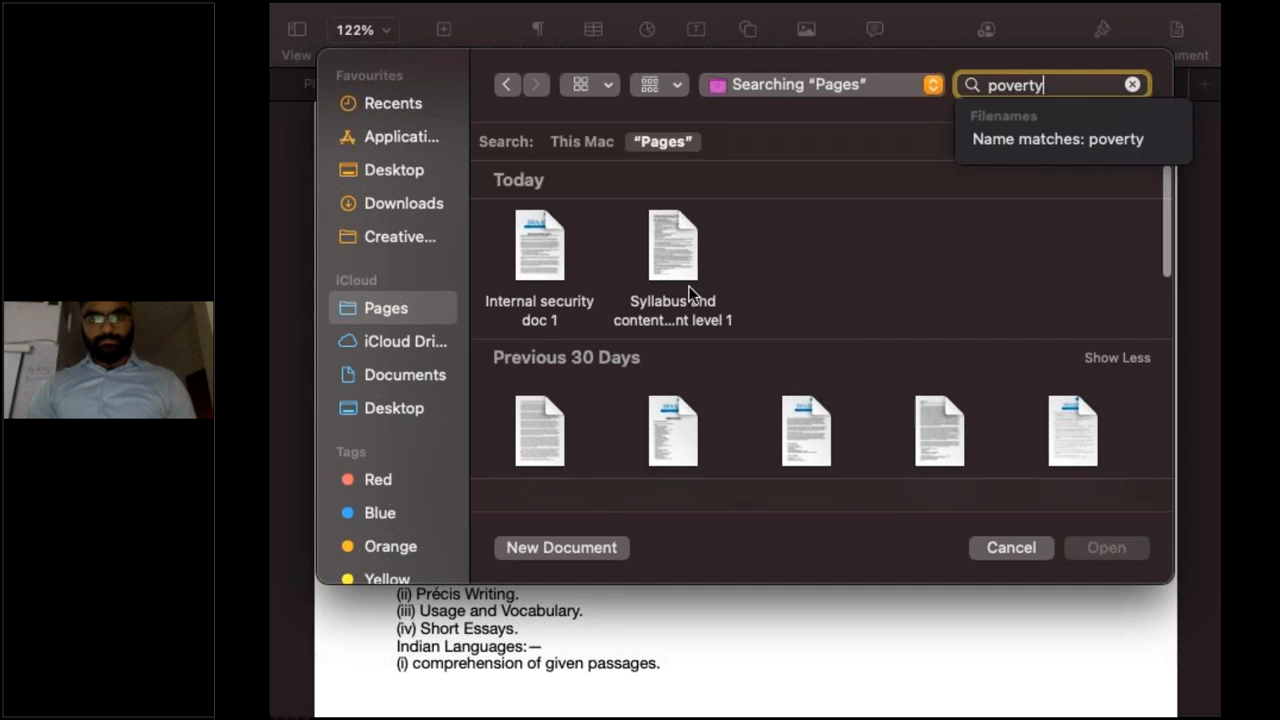 122%
View
ment
Favourites
Recents
Applicati...
Desktop
Downloads
Creative...
iCloud
Pages
iCloud Dri...
Documents
Desktop
Tags
Red
Blue
Orange
Yellow
Searching “Pages”
poverty
Filenames
Name matches: poverty
Search: This Mac “Pages”
Today
Internal security
doc 1
Syllabus and
content...nt level 1
Previous 30 Days
Show Less
New Document
Cancel
Open
(ii) Précis Writing.
(iii) Usage and Vocabulary.
(iv) Short Essays.
Indian Languages:—
(i) comprehension of given passages.